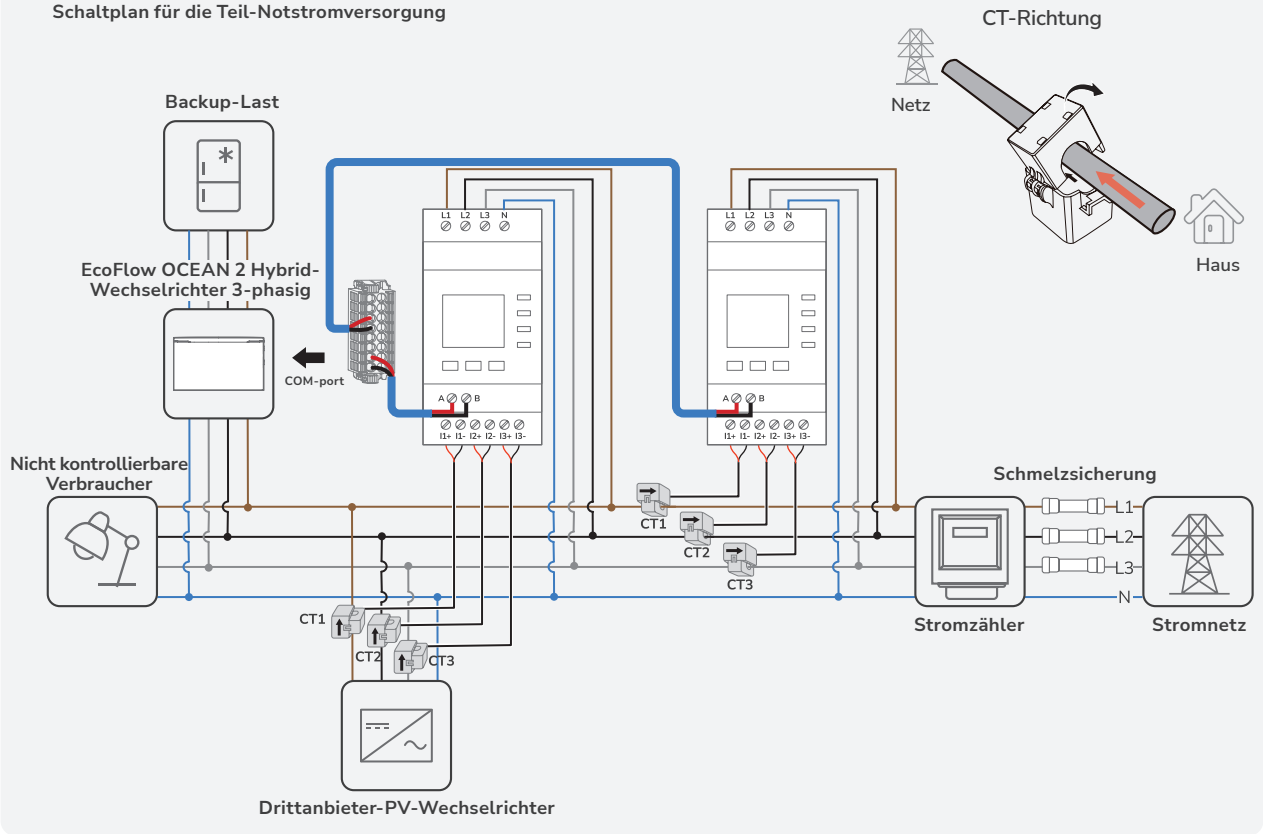 Schaltplan für die Teil-Notstromversorgung
CT-Richtung
Netz
Haus
Backup-Last
EcoFlow OCEAN 2 Hybrid-
Wechselrichter 3-phasig
COM-port
L1 L2 L3 N
A B
I1+ I1- I2+ I2- I3+ I3-
L1 L2 L3 N
A B
I1+ I1- I2+ I2- I3+ I3-
Nicht kontrollierbare
Verbraucher
CT1
CT2
CT3
Schmelzsicherung
L1
L2
L3
N
Stromzähler
Stromnetz
CT1
CT2
CT3
Drittanbieter-PV-Wechselrichter